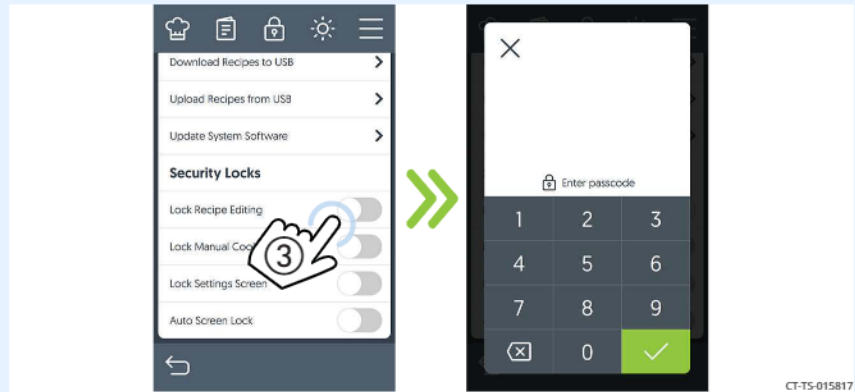 Download Recipes to USB
Upload Recipes from USB
Update System Software
Security Locks
Lock Recipe Editing
Lock Manual
Lock Settings Screen
Auto Screen Lock
3
Enter passcode
1 2 3
4 5 6
7 8 9
0
CT-TS-015817